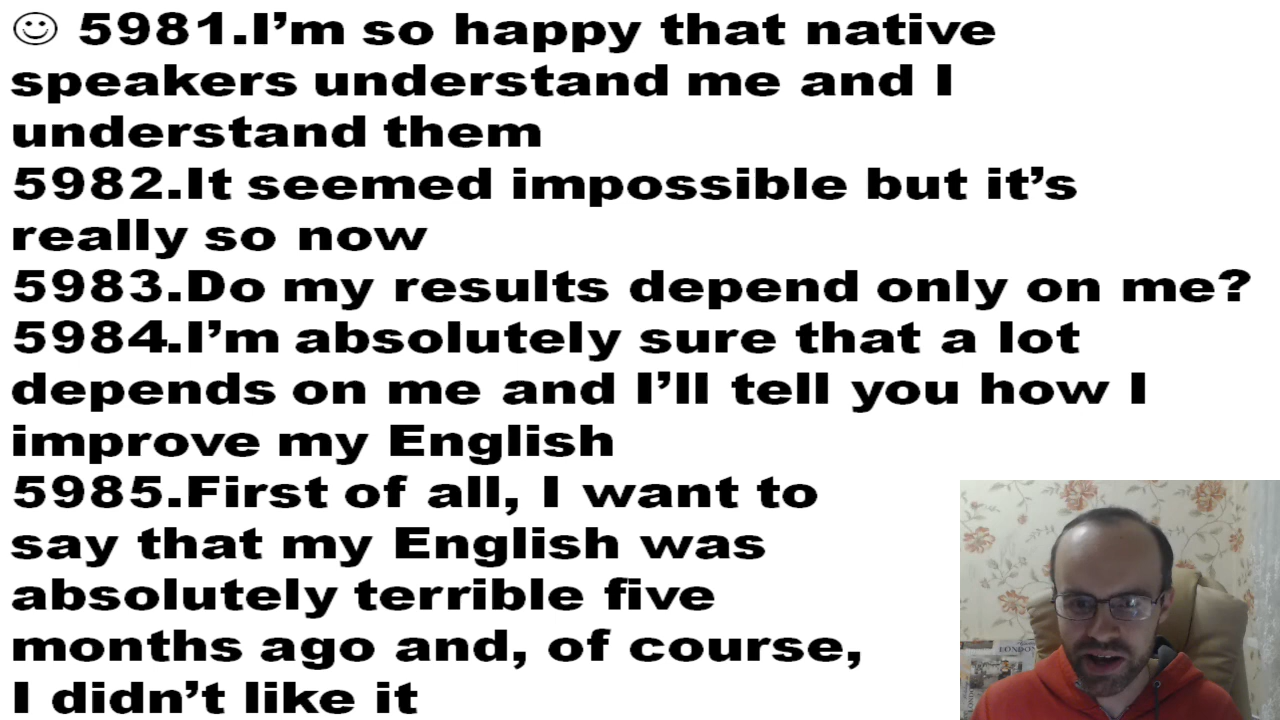 ☺ 5981.I’m so happy that native
speakers understand me and I
understand them
5982.It seemed impossible but it’s
really so now
5983.Do my results depend only on me?
5984.I’m absolutely sure that a lot
depends on me and I’ll tell you how I
improve my English
5985.First of all, I want to
say that my English was
absolutely terrible five
months ago and, of course,
I didn’t like it
LONDON